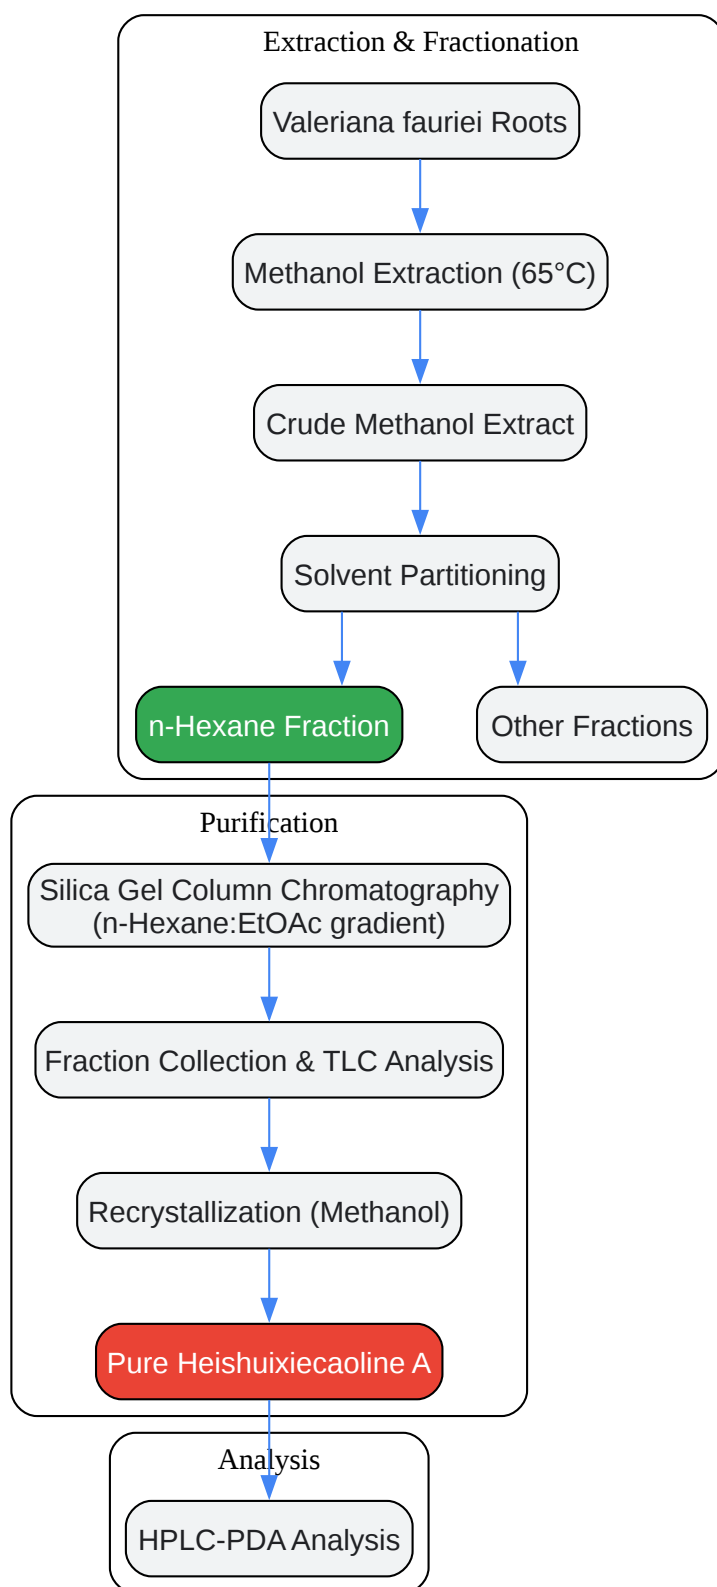 Extraction & Fractionation
Valeriana fauriei Roots
Methanol Extraction (65°C)
Crude Methanol Extract
Solvent Partitioning
n-Hexane Fraction
Other Fractions
Purification
Silica Gel Column Chromatography
(n-Hexane:EtOAc gradient)
Fraction Collection & TLC Analysis
Recrystallization (Methanol)
Pure Heishuixiecaoline A
Analysis
HPLC-PDA Analysis